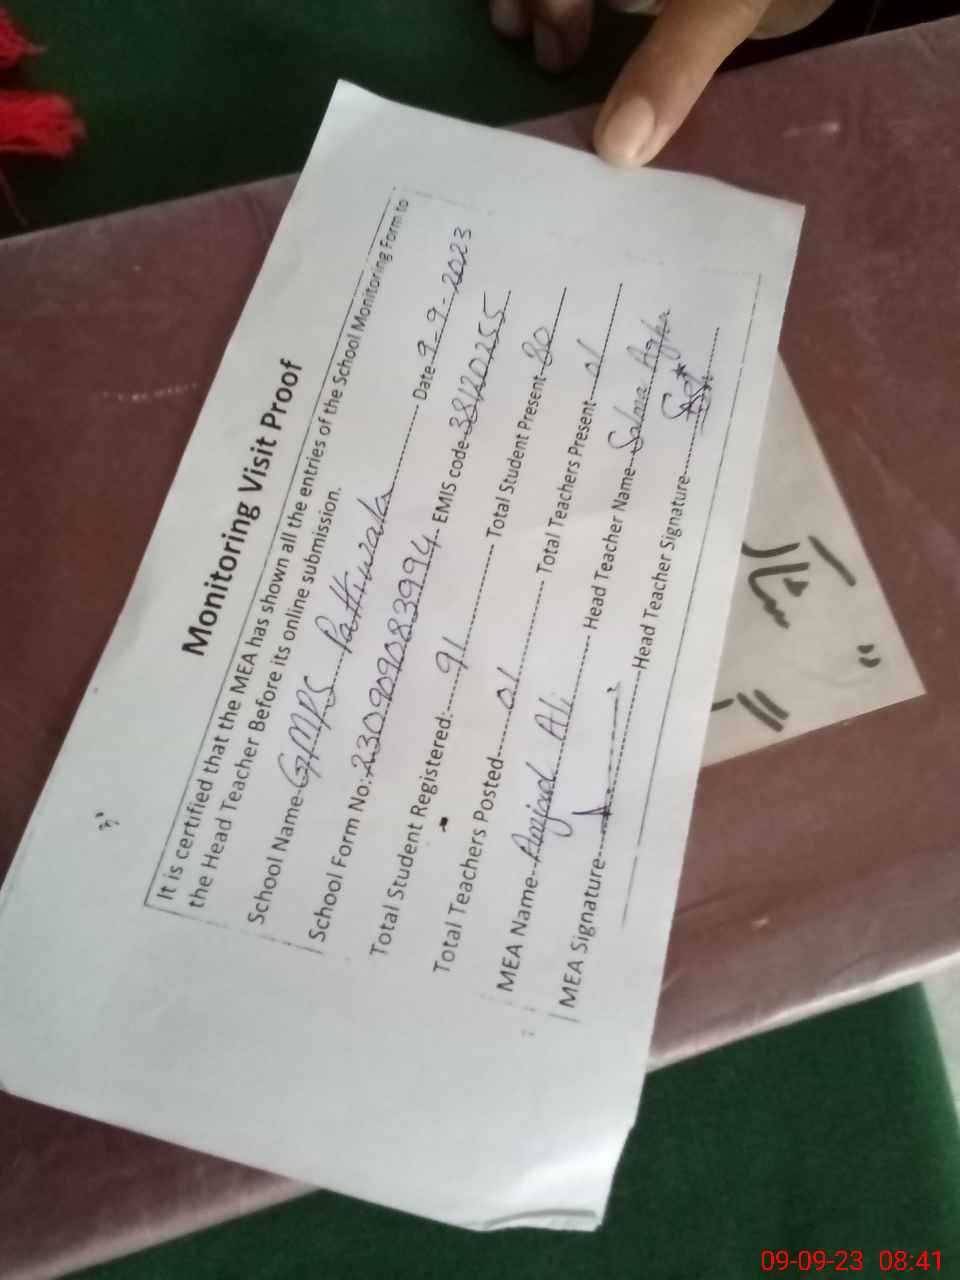 Monitoring Visit Proof
It is certified that the MEA has shown all the entries of the School Monitoring Form to
the Head Teacher Before its online submission.
School Name-GMPS Pattuwala Date 9-9-2023
School Form No: 2309090839994 EMIS code-38120255
Total Student Registered: 91 Total Student Present-80
Total Teachers Posted 01 Total Teachers Present 01
MEA Name Amjad Ali Head Teacher Name Salma
MEA Signature Head Teacher Signature
09-09-23 08:41